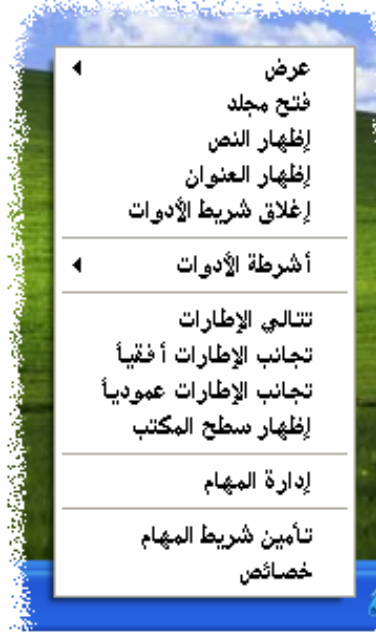 عرض
فتح مجلد
إظهار النص
إظهار العنوان
إغلاق شريط الأدوات
أشرطة الأدوات
تتالي الإطارات
تجانب الإطارات أفقياً
تجانب الإطارات عمودياً
إظهار سطح المكتب
إدارة المهام
تأمين شريط المهام
خصائص